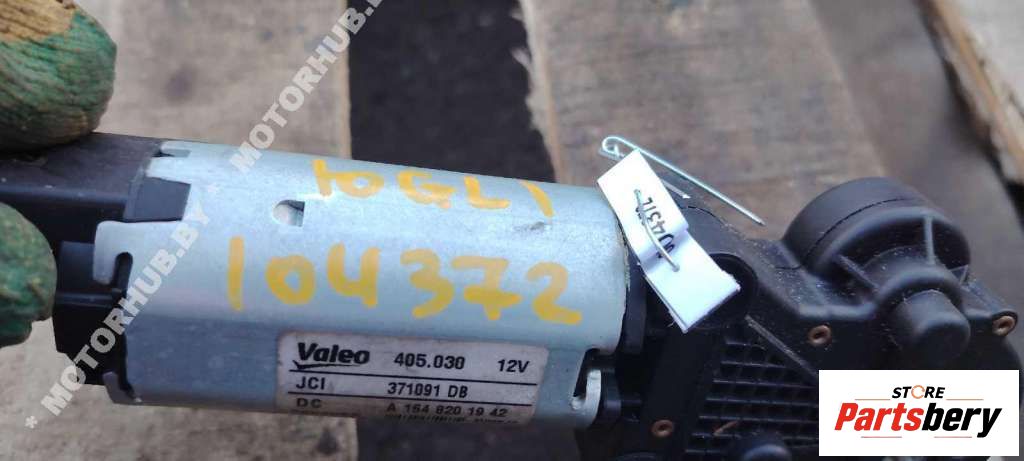 * MOTORHUB.BY * MOTORHUB.BY
104372
Valeo 405.030 12V
JCI 371091 DB
DC A 164 820 19 42
STORE
Partsbery